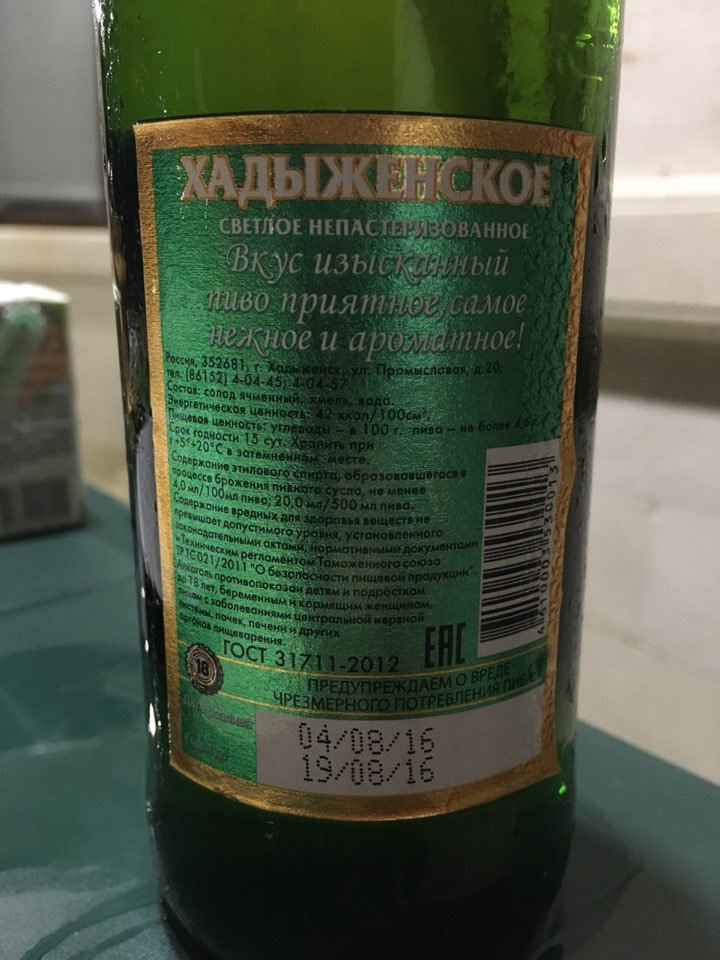 ХАДЫЖЕНСКОЕ
СВЕТЛОЕ НЕПАСТЕРИЗОВАННОЕ
Вкус изысканный
пиво приятное, самое
нежное и ароматное!
Россия, 352681, г. Хадыженск, ул. Промысловая, д.20,
тел. (86152) 4-04-45; 4-04-57
Состав: солод ячменный, хмель, вода.
Энергетическая ценность: 42 ккал/100см³.
Пищевая ценность: углеводы – в 100 г. пива – не более 4,6 г.
Срок годности 15 сут. Хранить при
t +5°+20°С в затемненном месте.
Содержание этилового спирта, образовавшегося в
процессе брожения пивного сусла, не менее
4,0 мл/100мл пива; 20,0 мл/500 мл пива.
Содержание вредных для здоровья веществ не
превышает допустимого уровня, установленного
законодательными актами, нормативными документами
и Техническим регламентом Таможенного союза
ТР ТС 021/2011 "О безопасности пищевой продукции".
Алкоголь противопоказан детям и подросткам
до 18 лет, беременным и кормящим женщинам,
лицам с заболеваниями центральной нервной
системы, почек, печени и других
органов пищеварения.
ГОСТ 31711-2012 ЕАС
18
ПРЕДУПРЕЖДАЕМ О ВРЕДЕ
ЧРЕЗМЕРНОГО ПОТРЕБЛЕНИЯ ПИВА
04/08/16
19/08/16